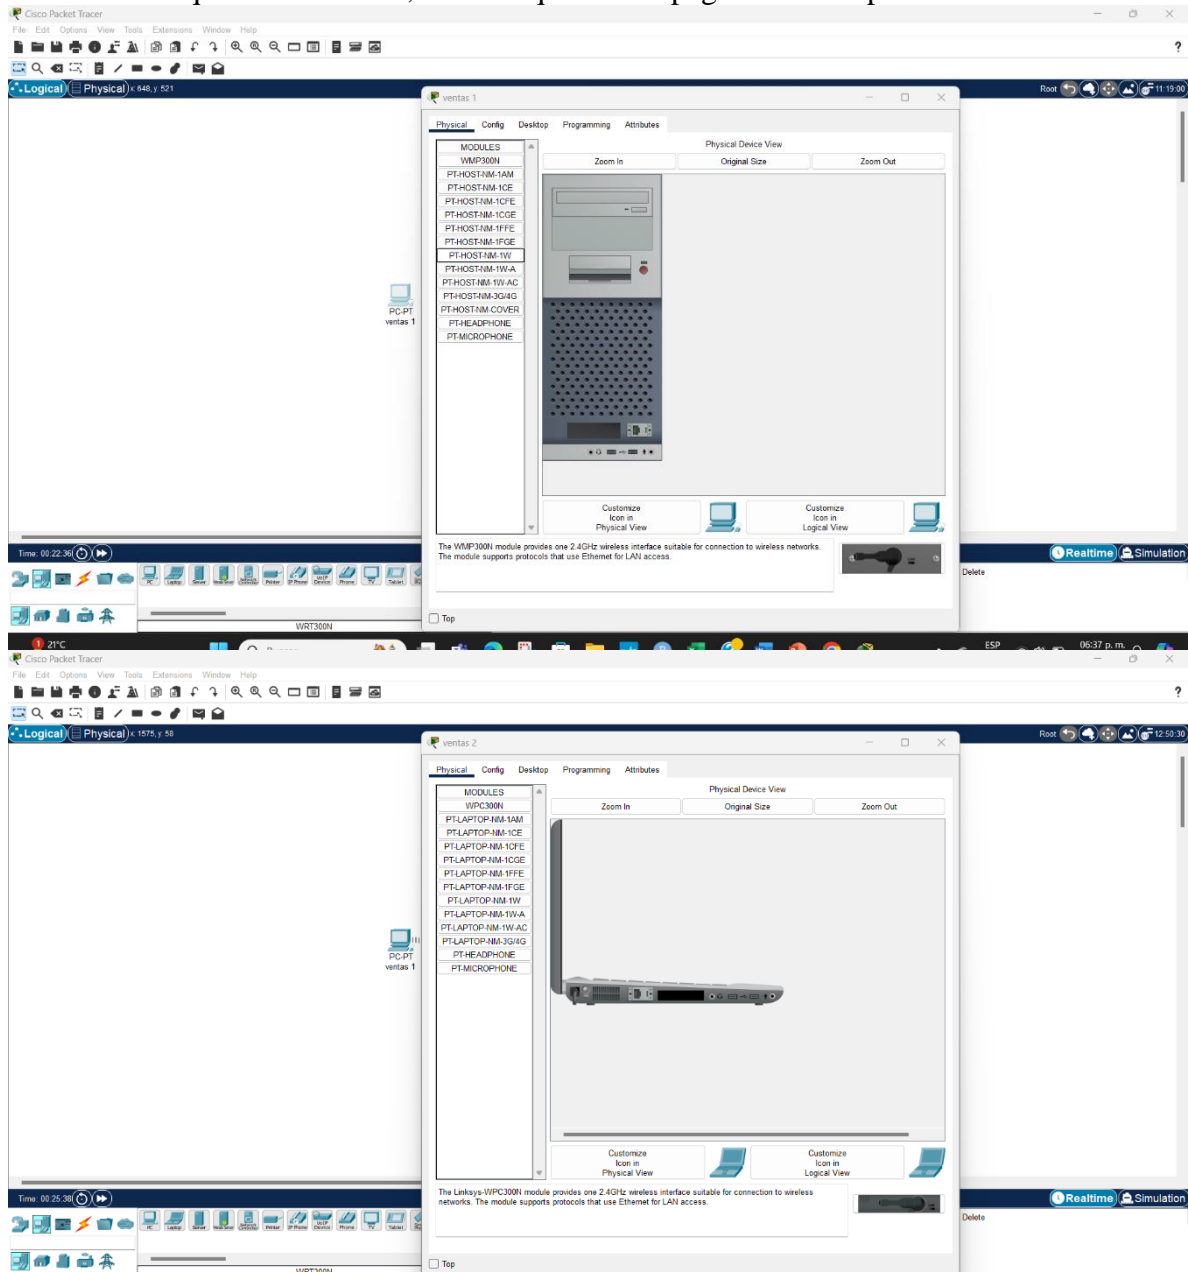 Cisco Packet Tracer
File Edit Options View Tools Extensions Window Help
Logical Physical x: 648, y: 521
Root 11:19:00
ventas 1
Physical Config Desktop Programming Attributes
MODULES
WMP300N
PT-HOST-NM-1AM
PT-HOST-NM-1CE
PT-HOST-NM-1CFE
PT-HOST-NM-1CGE
PT-HOST-NM-1FFE
PT-HOST-NM-1FGE
PT-HOST-NM-1W
PT-HOST-NM-1W-A
PT-HOST-NM-1W-AC
PT-HOST-NM-3G/4G
PT-HOST-NM-COVER
PT-HEADPHONE
PT-MICROPHONE
Physical Device View
Zoom In Original Size Zoom Out
PC-PT
ventas 1
Customize
Icon in
Physical View
Customize
Icon in
Logical View
The WMP300N module provides one 2.4GHz wireless interface suitable for connection to wireless networks.
The module supports protocols that use Ethernet for LAN access.
Time: 00:22:36
Realtime Simulation
Delete
Top
WRT300N
1 21°C
ESP
06:37 p. m.
Cisco Packet Tracer
File Edit Options View Tools Extensions Window Help
Logical Physical x: 1575, y: 58
Root 12:50:30
ventas 2
Physical Config Desktop Programming Attributes
MODULES
WPC300N
PT-LAPTOP-NM-1AM
PT-LAPTOP-NM-1CE
PT-LAPTOP-NM-1CFE
PT-LAPTOP-NM-1CGE
PT-LAPTOP-NM-1FFE
PT-LAPTOP-NM-1FGE
PT-LAPTOP-NM-1W
PT-LAPTOP-NM-1W-A
PT-LAPTOP-NM-1W-AC
PT-LAPTOP-NM-3G/4G
PT-HEADPHONE
PT-MICROPHONE
Physical Device View
Zoom In Original Size Zoom Out
PC-PT
ventas 1
Customize
Icon in
Physical View
Customize
Icon in
Logical View
The Linksys-WPC300N module provides one 2.4GHz wireless interface suitable for connection to wireless
networks. The module supports protocols that use Ethernet for LAN access.
Time: 00:25:38
Realtime Simulation
Delete
Top
WRT300N